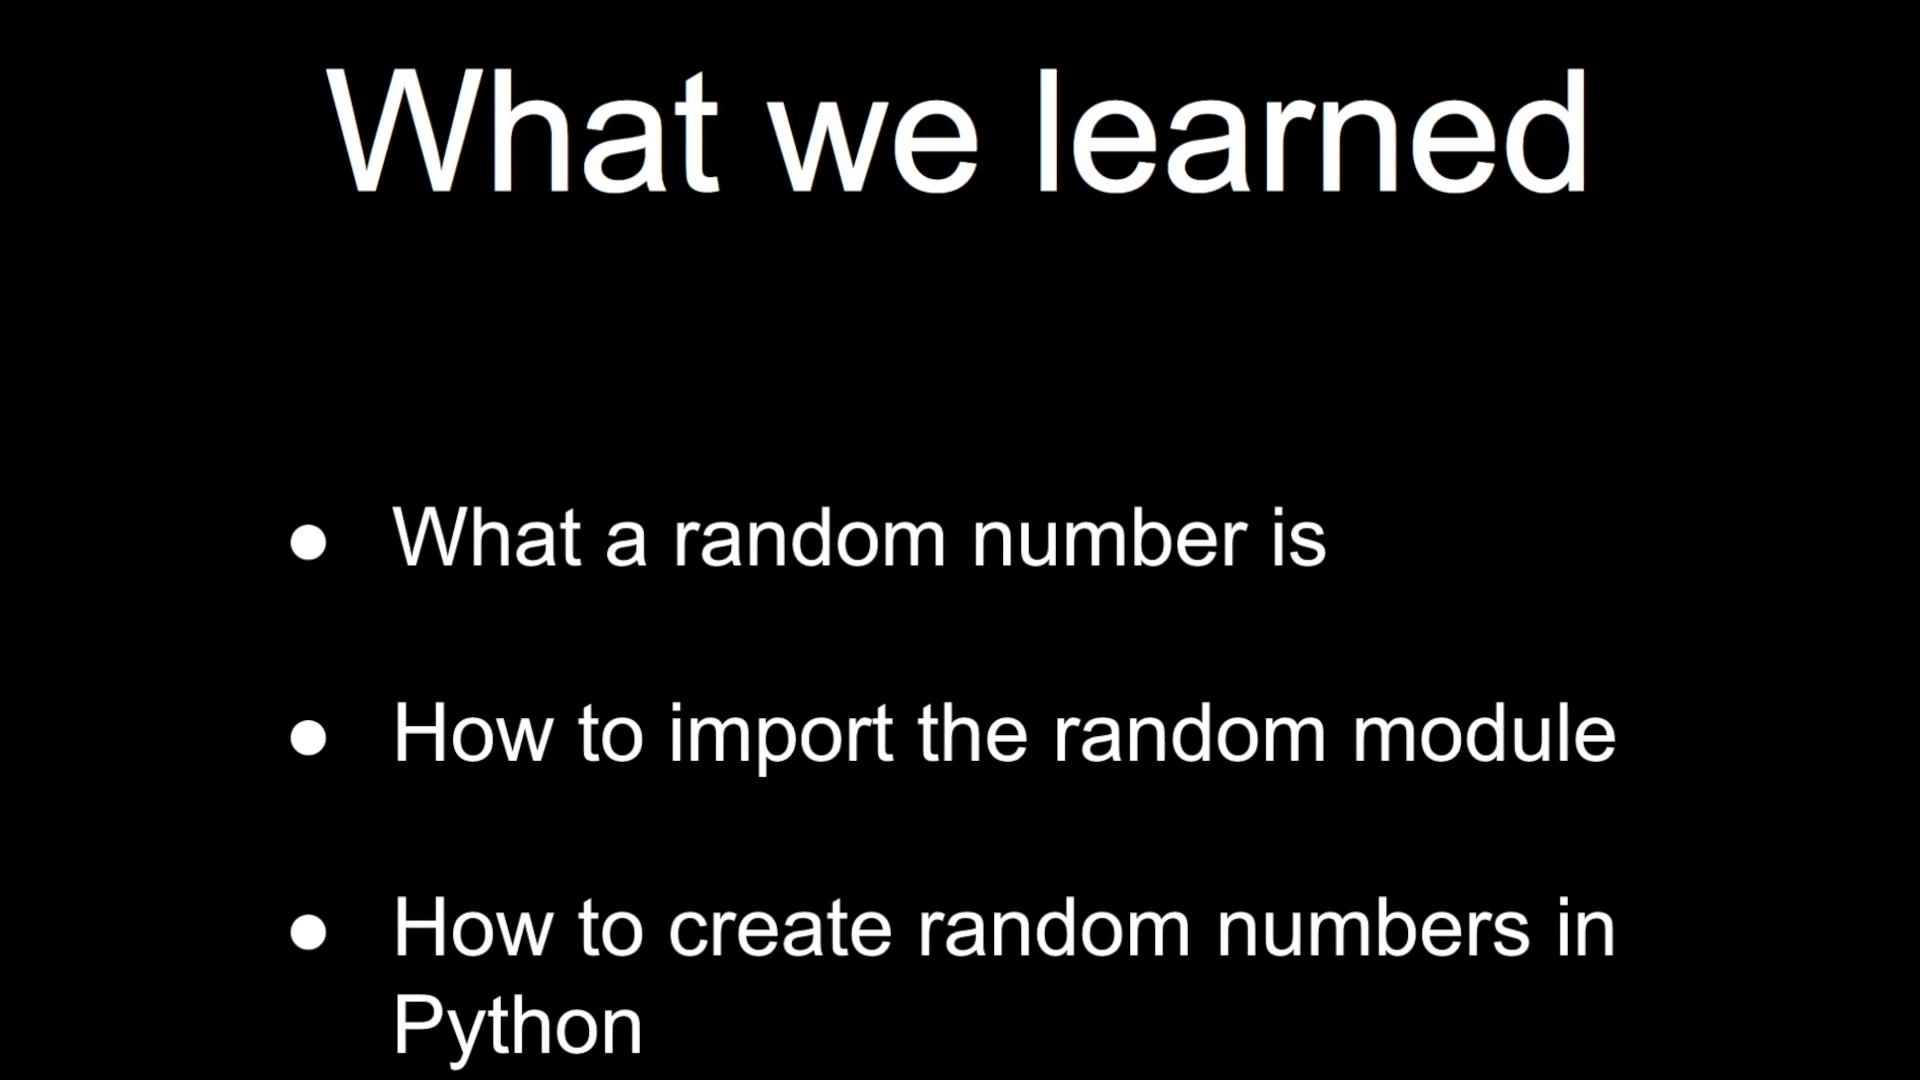 What we learned
● What a random number is
● How to import the random module
● How to create random numbers in
Python